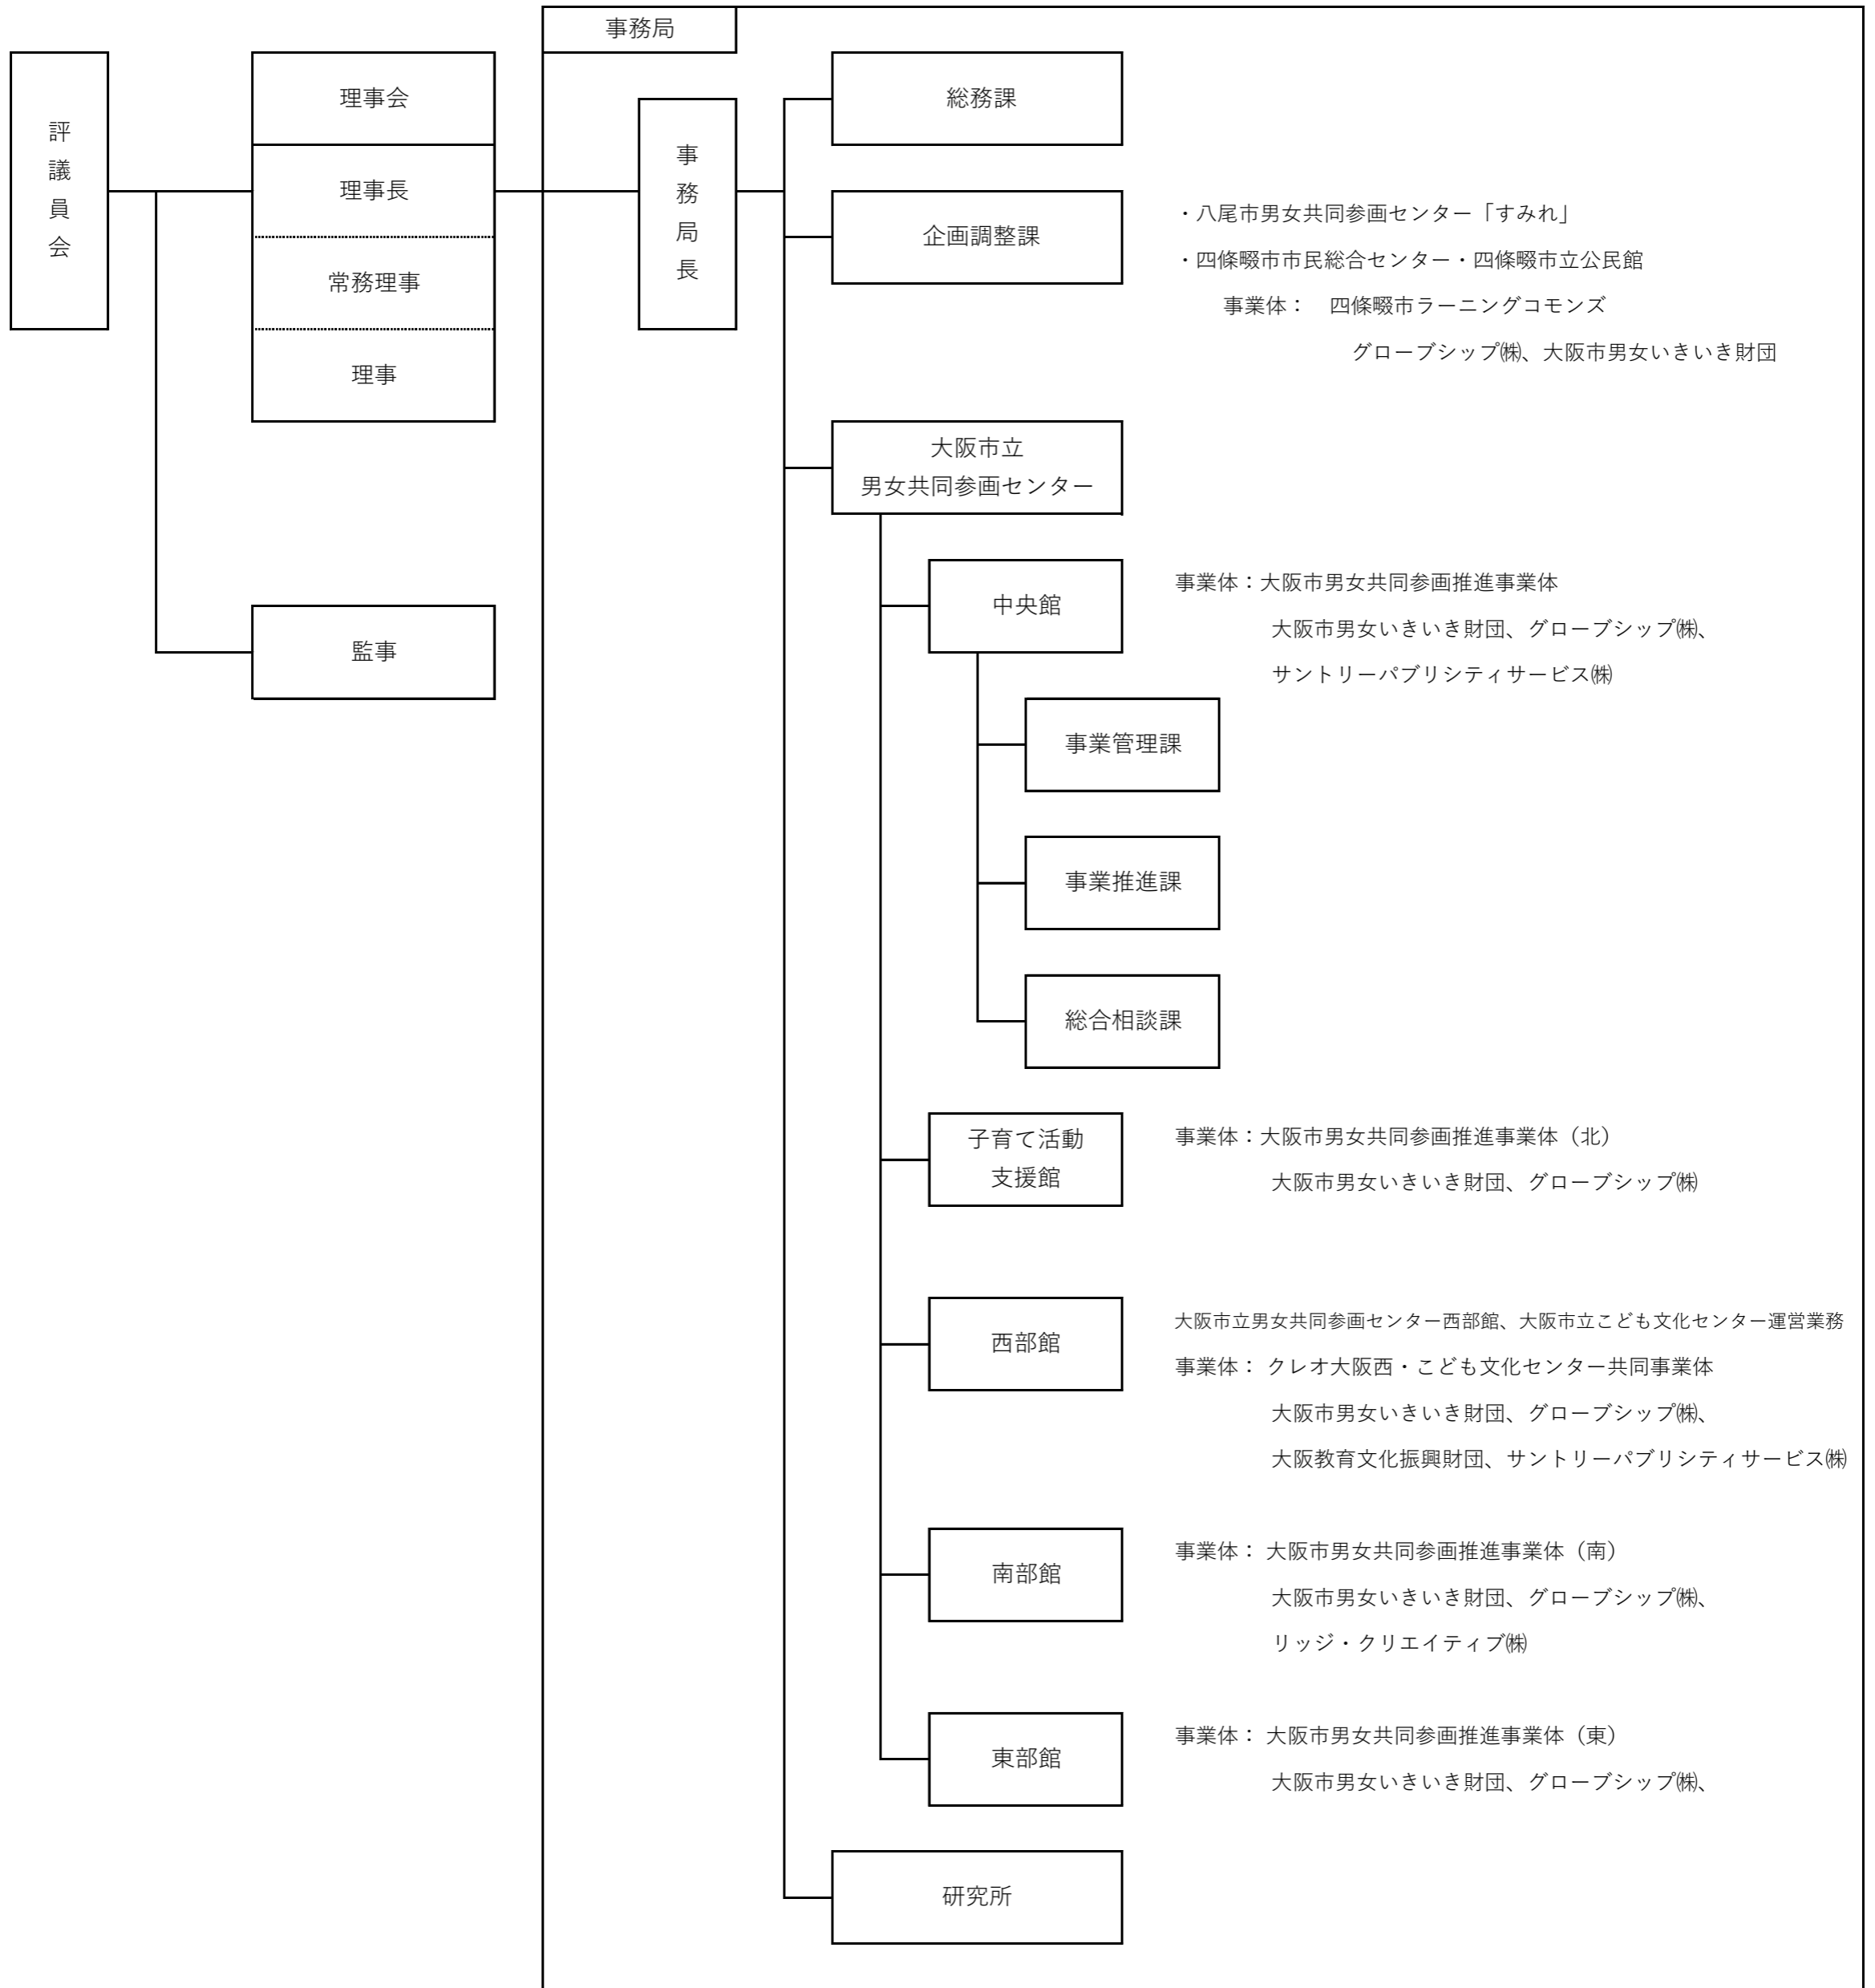 事務局
評議員会
理事会
理事長
常務理事
理事
監事
事務局長
総務課
企画調整課
・八尾市男女共同参画センター「すみれ」
・四條畷市市民総合センター・四條畷市立公民館
事業体： 四條畷市ラーニングコモンズ
グローブシップ㈱、大阪市男女いきいき財団
大阪市立
男女共同参画センター
中央館
事業体：大阪市男女共同参画推進事業体
大阪市男女いきいき財団、グローブシップ㈱、
サントリーパブリシティサービス㈱
事業管理課
事業推進課
総合相談課
子育て活動
支援館
事業体：大阪市男女共同参画推進事業体（北）
大阪市男女いきいき財団、グローブシップ㈱
西部館
大阪市立男女共同参画センター西部館、大阪市立こども文化センター運営業務
事業体： クレオ大阪西・こども文化センター共同事業体
大阪市男女いきいき財団、グローブシップ㈱、
大阪教育文化振興財団、サントリーパブリシティサービス㈱
南部館
事業体： 大阪市男女共同参画推進事業体（南）
大阪市男女いきいき財団、グローブシップ㈱、
リッジ・クリエイティブ㈱
東部館
事業体： 大阪市男女共同参画推進事業体（東）
大阪市男女いきいき財団、グローブシップ㈱、
研究所